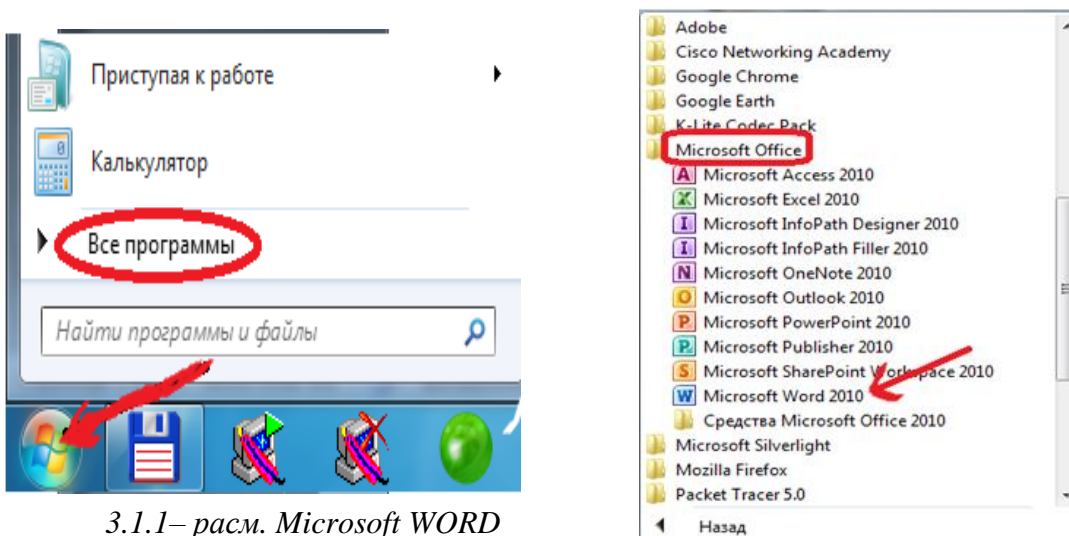 Приступая к работе
Калькулятор
Все программы
Найти программы и файлы
3.1.1– расм. Microsoft WORD
Adobe
Cisco Networking Academy
Google Chrome
Google Earth
K-Lite Codec Pack
Microsoft Office
Microsoft Access 2010
Microsoft Excel 2010
Microsoft InfoPath Designer 2010
Microsoft InfoPath Filler 2010
Microsoft OneNote 2010
Microsoft Outlook 2010
Microsoft PowerPoint 2010
Microsoft Publisher 2010
Microsoft SharePoint Workspace 2010
Microsoft Word 2010
Средства Microsoft Office 2010
Microsoft Silverlight
Mozilla Firefox
Packet Tracer 5.0
Назад